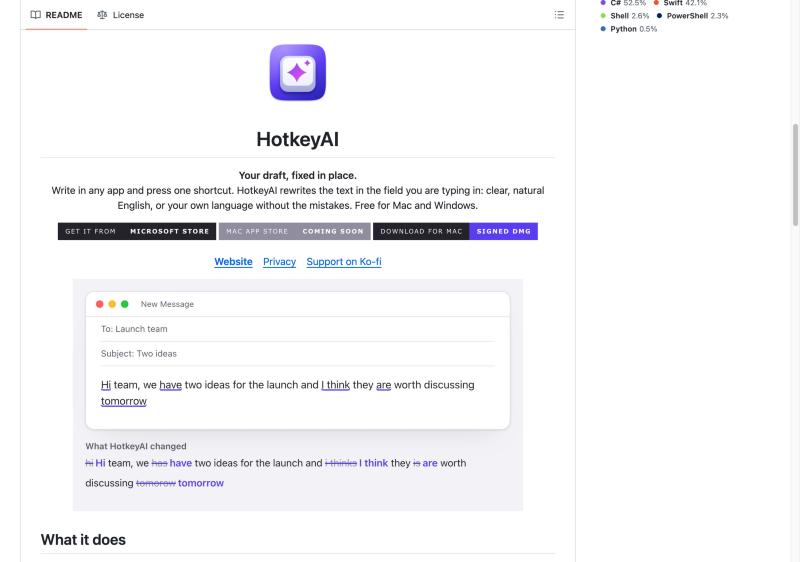 README
License
C# 52.5% Swift 42.1%
Shell 2.6% PowerShell 2.3%
Python 0.5%
HotkeyAI
Your draft, fixed in place.
Write in any app and press one shortcut. HotkeyAI rewrites the text in the field you are typing in: clear, natural
English, or your own language without the mistakes. Free for Mac and Windows.
GET IT FROM MICROSOFT STORE MAC APP STORE COMING SOON DOWNLOAD FOR MAC SIGNED DMG
Website Privacy Support on Ko-fi
New Message
To: Launch team
Subject: Two ideas
Hi team, we have two ideas for the launch and I think they are worth discussing
tomorrow
What HotkeyAI changed
hi Hi team, we has have two ideas for the launch and i thinks I think they is are worth
discussing tomorow tomorrow
What it does